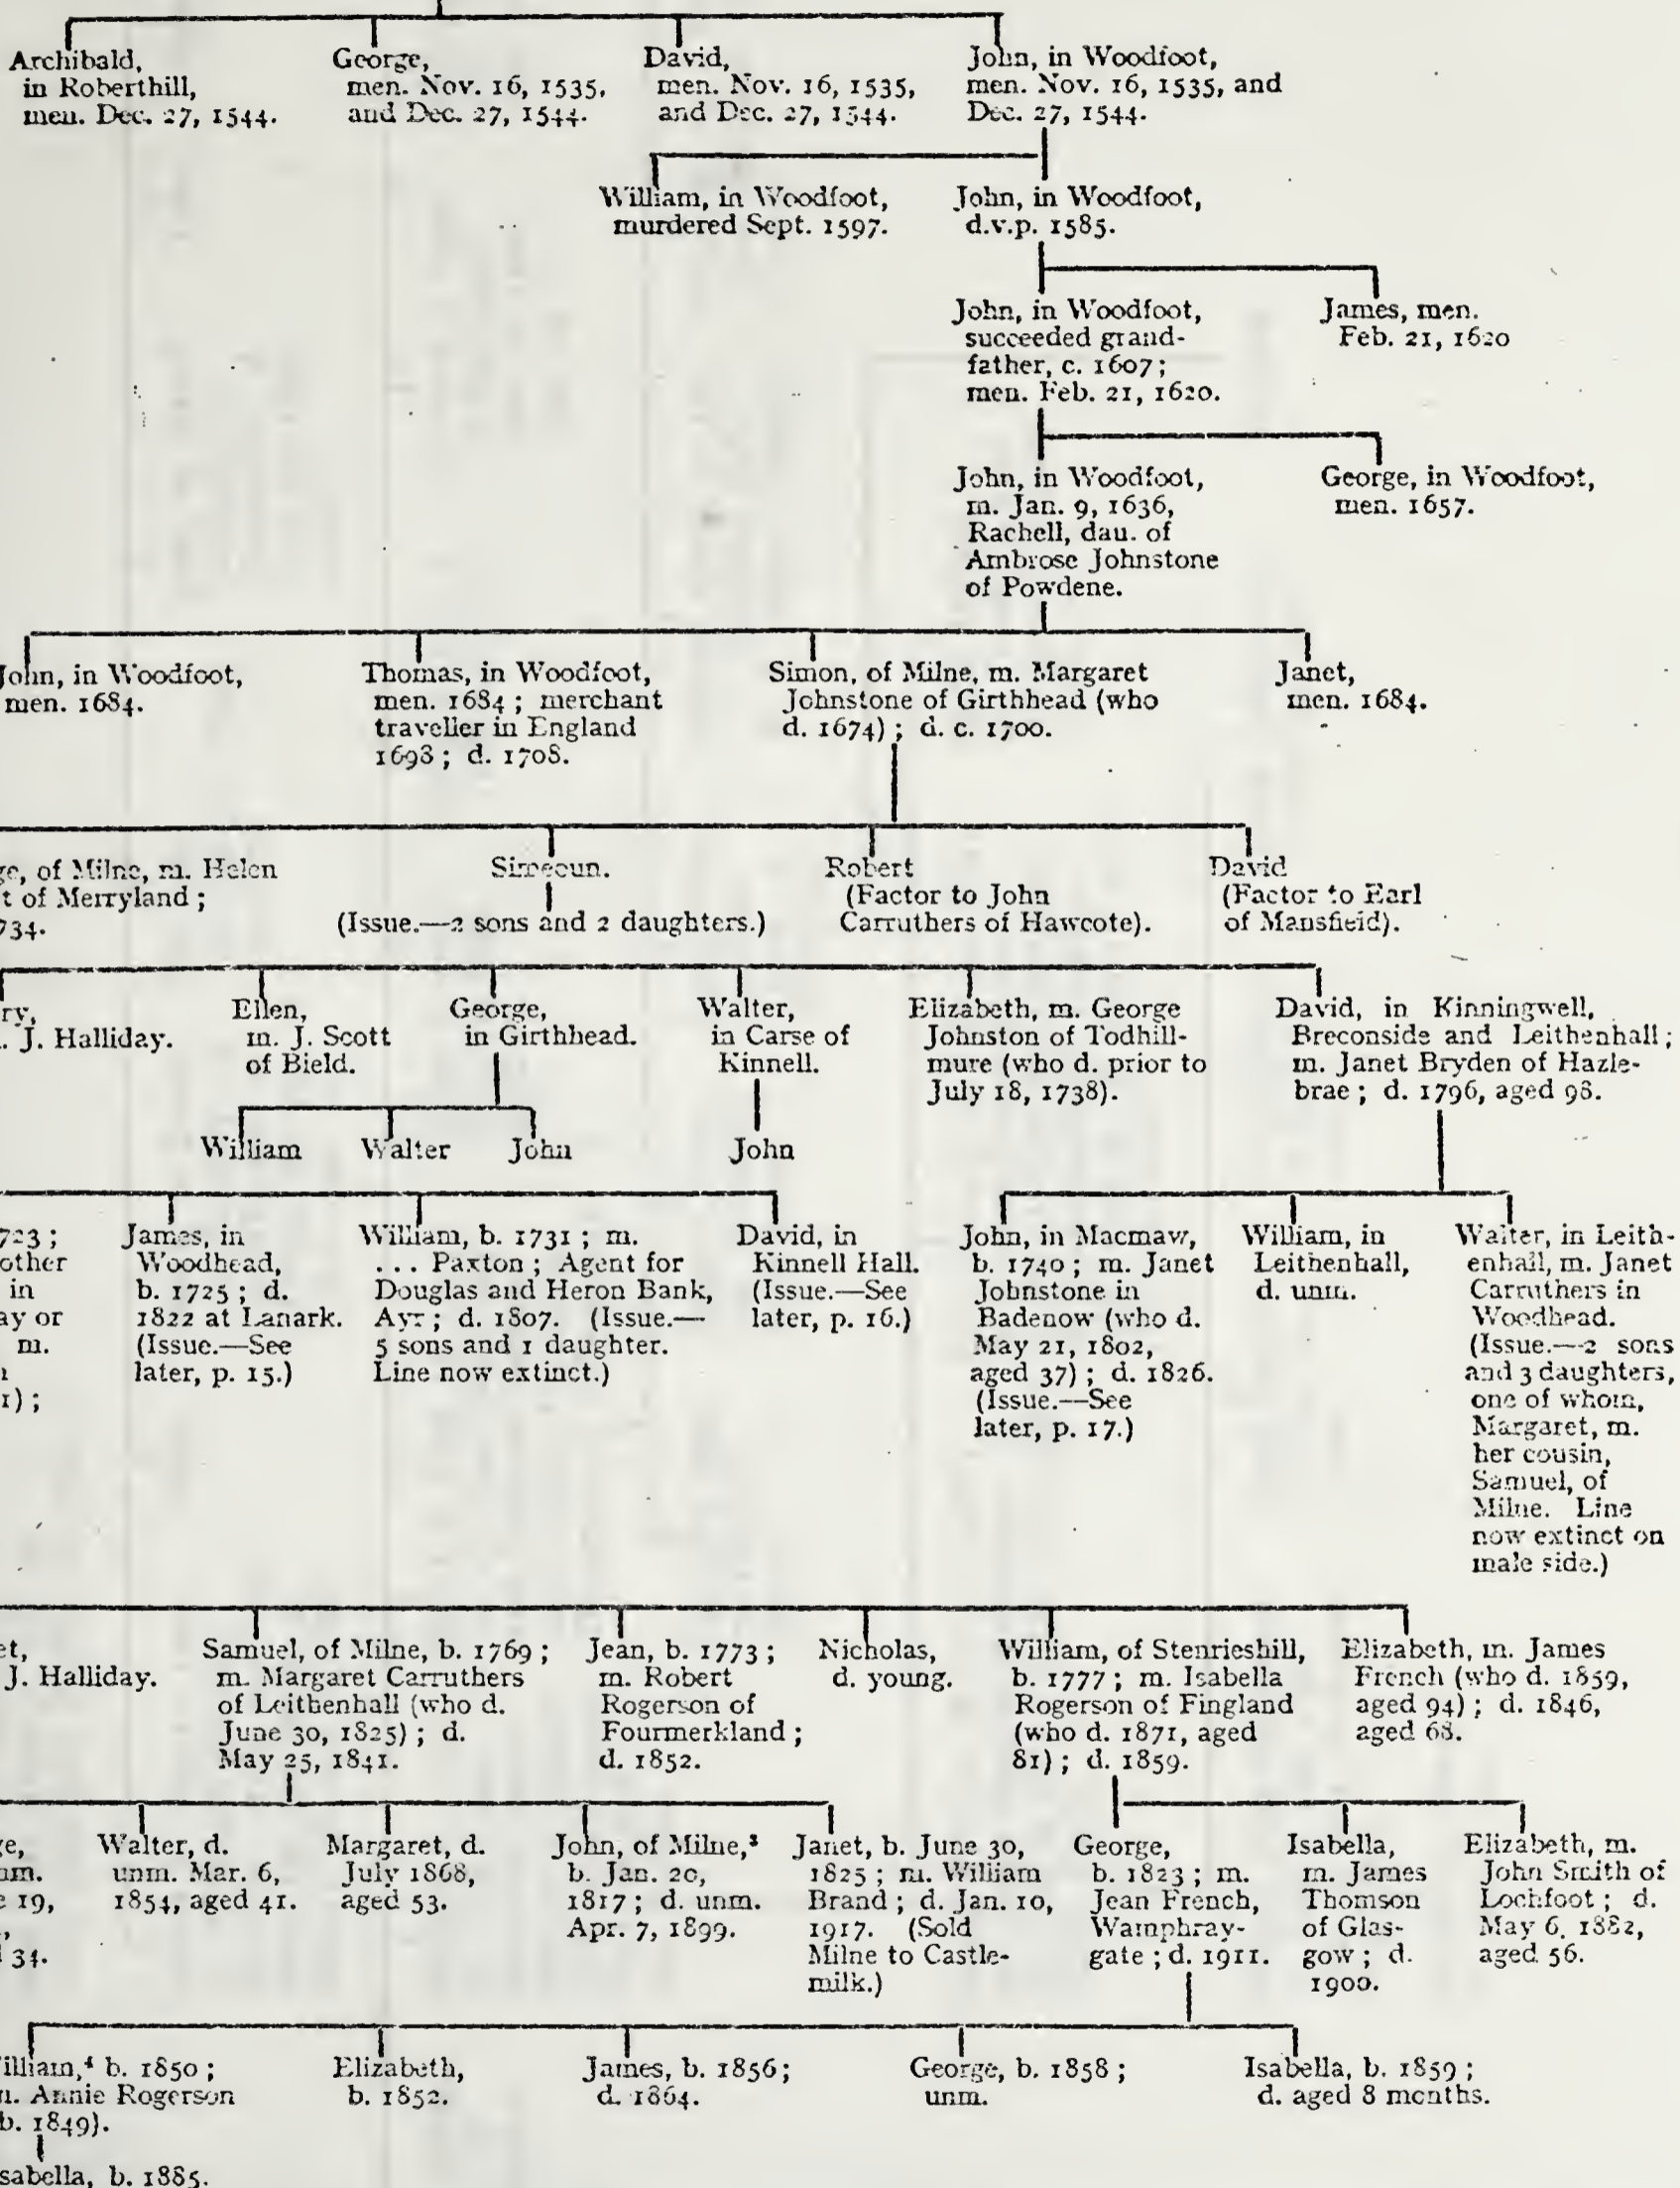 Archibald,
in Roberthill,
men. Dec. 27, 1544.
George,
men. Nov. 16, 1535,
and Dec. 27, 1544.
David,
men. Nov. 16, 1535,
and Dec. 27, 1544.
John, in Woodfoot,
men. Nov. 16, 1535, and
Dec. 27, 1544.
William, in Woodfoot,
murdered Sept. 1597.
John, in Woodfoot,
d.v.p. 1585.
John, in Woodfoot,
succeeded grand-
father, c. 1607;
men. Feb. 21, 1620.
James, men.
Feb. 21, 1620
John, in Woodfoot,
m. Jan. 9, 1636,
Rachell, dau. of
Ambrose Johnstone
of Powdene.
George, in Woodfoot,
men. 1657.
John, in Woodfoot,
men. 1684.
Thomas, in Woodfoot,
men. 1684; merchant
traveller in England
1698; d. 1708.
Simon, of Milne, m. Margaret
Johnstone of Girthhead (who
d. 1674); d. c. 1700.
Janet,
men. 1684.
ge, of Milne, m. Helen
t of Merryland;
734.
Simeoun.
(Issue.—2 sons and 2 daughters.)
Robert
(Factor to John
Carruthers of Hawcote).
David
(Factor to Earl
of Mansfield).
ry,
. J. Halliday.
Ellen,
m. J. Scott
of Bield.
George,
in Girthhead.
Walter,
in Carse of
Kinnell.
Elizabeth, m. George
Johnston of Todhill-
mure (who d. prior to
July 18, 1738).
David, in Kinningwell,
Breconside and Leithenhall;
m. Janet Bryden of Hazle-
brae; d. 1796, aged 98.
William
Walter
John
John
723;
other
in
ay or
m.
1);
James, in
Woodhead,
b. 1725; d.
1822 at Lanark.
(Issue.—See
later, p. 15.)
William, b. 1731; m.
... Paxton; Agent for
Douglas and Heron Bank,
Ayr; d. 1807. (Issue.—
5 sons and 1 daughter.
Line now extinct.)
David, in
Kinnell Hall.
(Issue.—See
later, p. 16.)
John, in Macmaw,
b. 1740; m. Janet
Johnstone in
Badenow (who d.
May 21, 1802,
aged 37); d. 1826.
(Issue.—See
later, p. 17.)
William, in
Leithenhall,
d. unm.
Walter, in Leith-
enhall, m. Janet
Carruthers in
Woodhead.
(Issue.—2 sons
and 3 daughters,
one of whom,
Margaret, m.
her cousin,
Samuel, of
Milne. Line
now extinct on
male side.)
et,
J. Halliday.
Samuel, of Milne, b. 1769;
m. Margaret Carruthers
of Leithenhall (who d.
June 30, 1825); d.
May 25, 1841.
Jean, b. 1773;
m. Robert
Rogerson of
Fourmerkland;
d. 1852.
Nicholas,
d. young.
William, of Stenrieshill,
b. 1777; m. Isabella
Rogerson of Fingland
(who d. 1871, aged
81); d. 1859.
Elizabeth, m. James
French (who d. 1859,
aged 94); d. 1846,
aged 68.
ge,
nm.
e 19,
,
34.
Walter, d.
unm. Mar. 6,
1854, aged 41.
Margaret, d.
July 1868,
aged 53.
John, of Milne,³
b. Jan. 20,
1817; d. unm.
Apr. 7, 1899.
Janet, b. June 30,
1825; m. William
Brand; d. Jan. 10,
1917. (Sold
Milne to Castle-
milk.)
George,
b. 1823; m.
Jean French,
Wamphray-
gate; d. 1911.
Isabella,
m. James
Thomson
of Glas-
gow; d.
1900.
Elizabeth, m.
John Smith of
Lochfoot; d.
May 6, 1882,
aged 56.
illiam,⁴ b. 1850;
n. Annie Rogerson
b. 1849).
Elizabeth,
b. 1852.
James, b. 1856;
d. 1864.
George, b. 1858;
unm.
Isabella, b. 1859;
d. aged 8 months.
sabella, b. 1885.